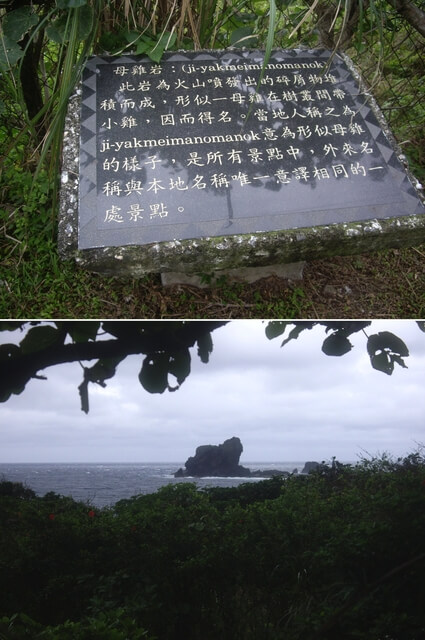 母雞岩：(ji-yakmeimanomanok)
此岩為火山噴發出的碎屑物堆
積而成，形似一母雞在樹叢間帶
小雞，因而得名。當地人稱之為
ji-yakmeimanomanok意為形似母雞
的樣子，是所有景點中，外來名
稱與本地名稱唯一意譯相同的一
處景點。